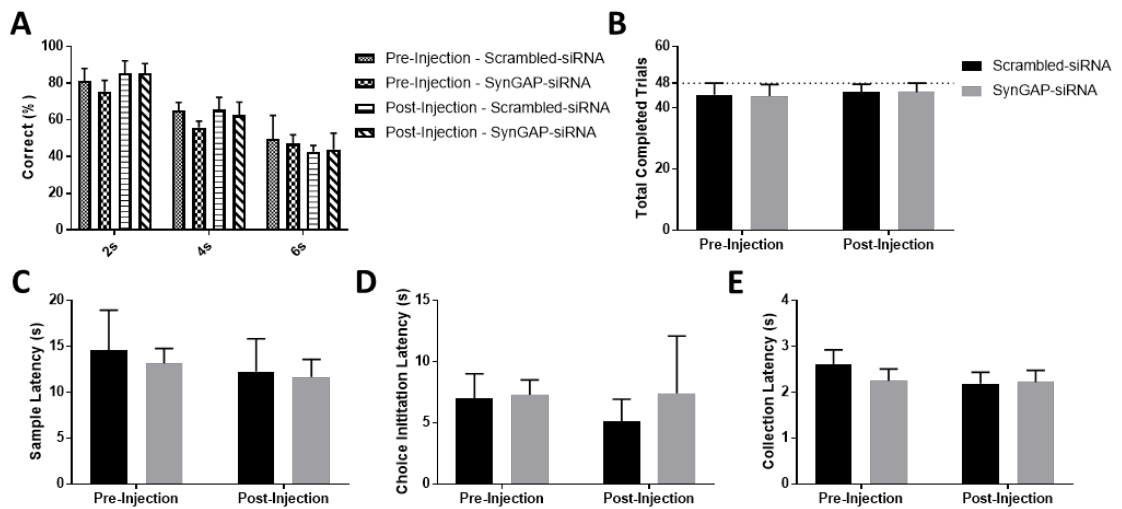 A
Correct (%)
100
80
60
40
20
0
2s
4s
6s
Pre-Injection - Scrambled-siRNA
Pre-Injection - SynGAP-siRNA
Post-Injection - Scrambled-siRNA
Post-Injection - SynGAP-siRNA
B
Total Completed Trials
60
48
40
20
0
Pre-Injection
Post-Injection
Scrambled-siRNA
SynGAP-siRNA
C
Sample Latency (s)
20
15
10
5
0
Pre-Injection
Post-Injection
D
Choice Inititation Latency (s)
15
10
5
0
Pre-Injection
Post-Injection
E
Collection Latency (s)
4
3
2
1
0
Pre-Injection
Post-Injection